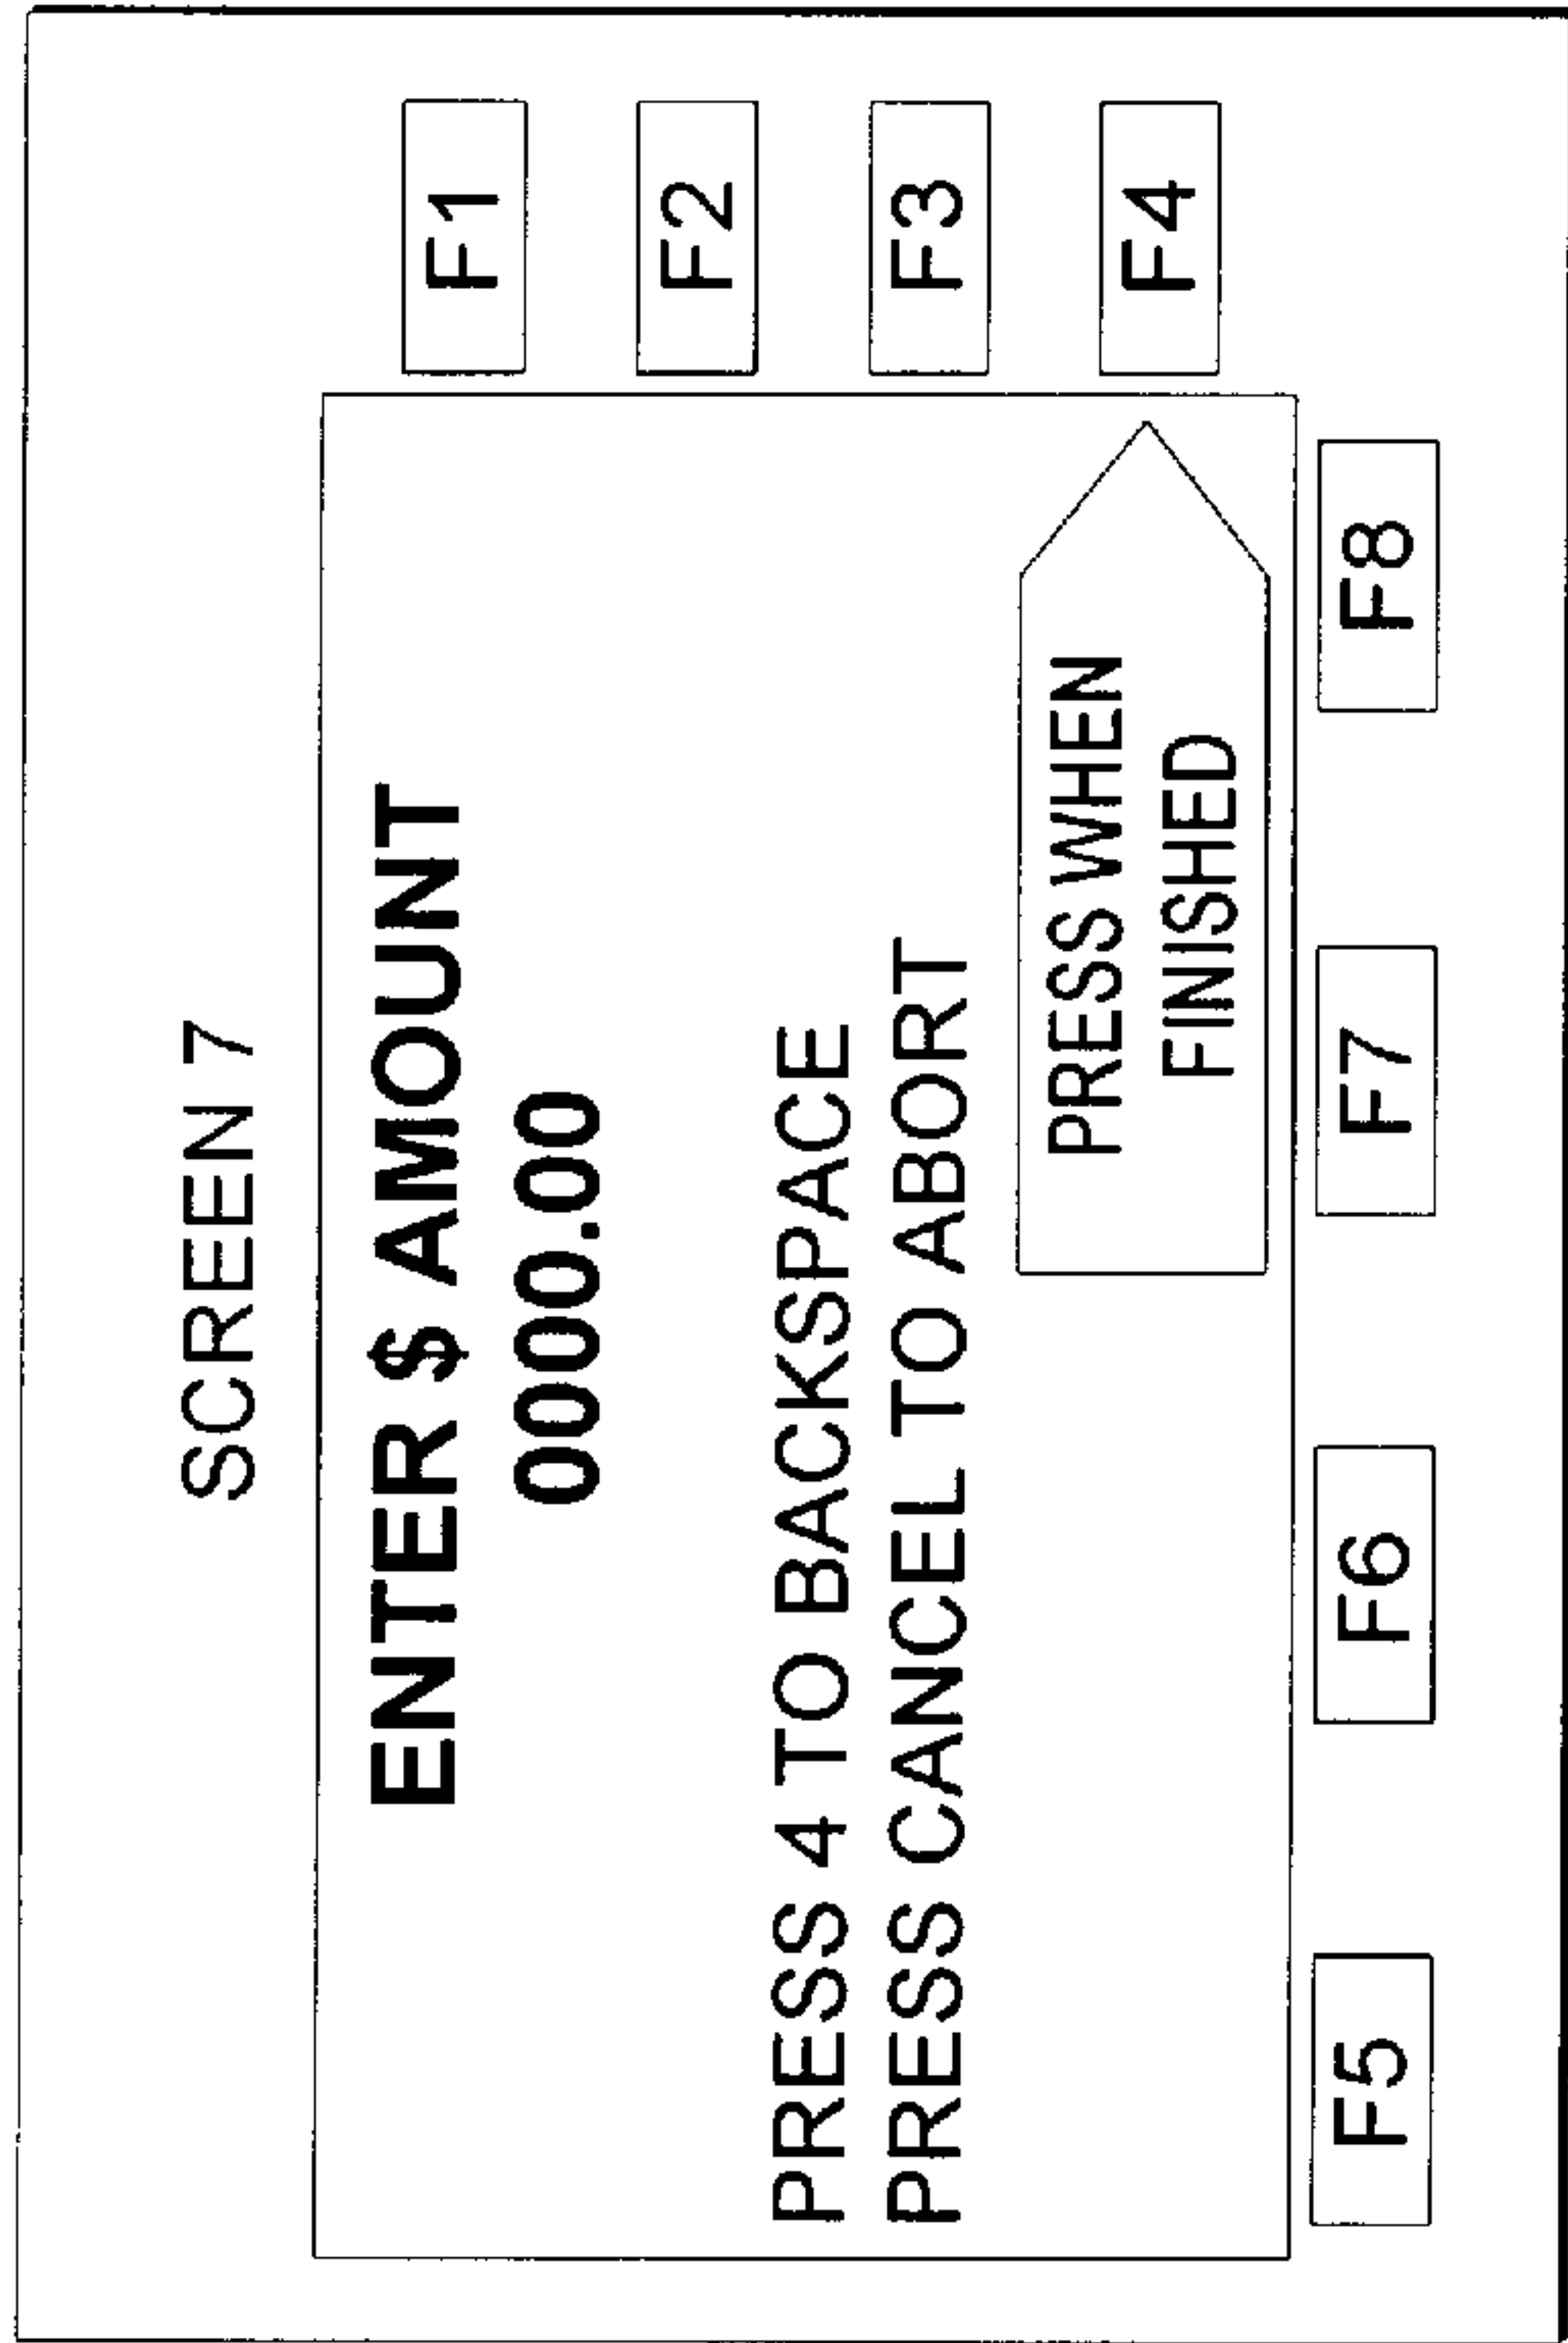 SCREEN 7
ENTER $ AMOUNT
0000.00
PRESS 4 TO BACKSPACE
PRESS CANCEL TO ABORT
PRESS WHEN
FINISHED
F1
F2
F3
F4
F5
F6
F7
F8